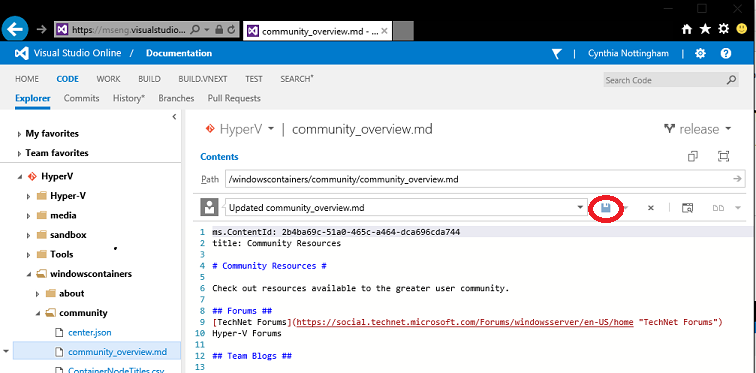 https://mseng.visualstudio...
community_overview.md - ...
Visual Studio Online / Documentation
Cynthia Nottingham
HOME CODE WORK BUILD BUILD.VNEXT TEST SEARCH*
Search Code
Explorer Commits History* Branches Pull Requests
My favorites
Team favorites
HyperV
Hyper-V
media
sandbox
Tools
windowscontainers
about
community
center.json
community_overview.md
ContainerNodeTitles.csv
HyperV | community_overview.md
release
Contents
Path /windowscontainers/community/community_overview.md
Updated community_overview.md
1 ms.ContentId: 2b4ba69c-51a0-465c-a464-dca696cda744
2 title: Community Resources
3
4 # Community Resources #
5
6 Check out resources available to the greater user community.
7
8 ## Forums ##
9 [TechNet Forums](https://social.technet.microsoft.com/Forums/windowsserver/en-US/home "TechNet Forums")
10 Hyper-V Forums
11
12 ## Team Blogs ##
13